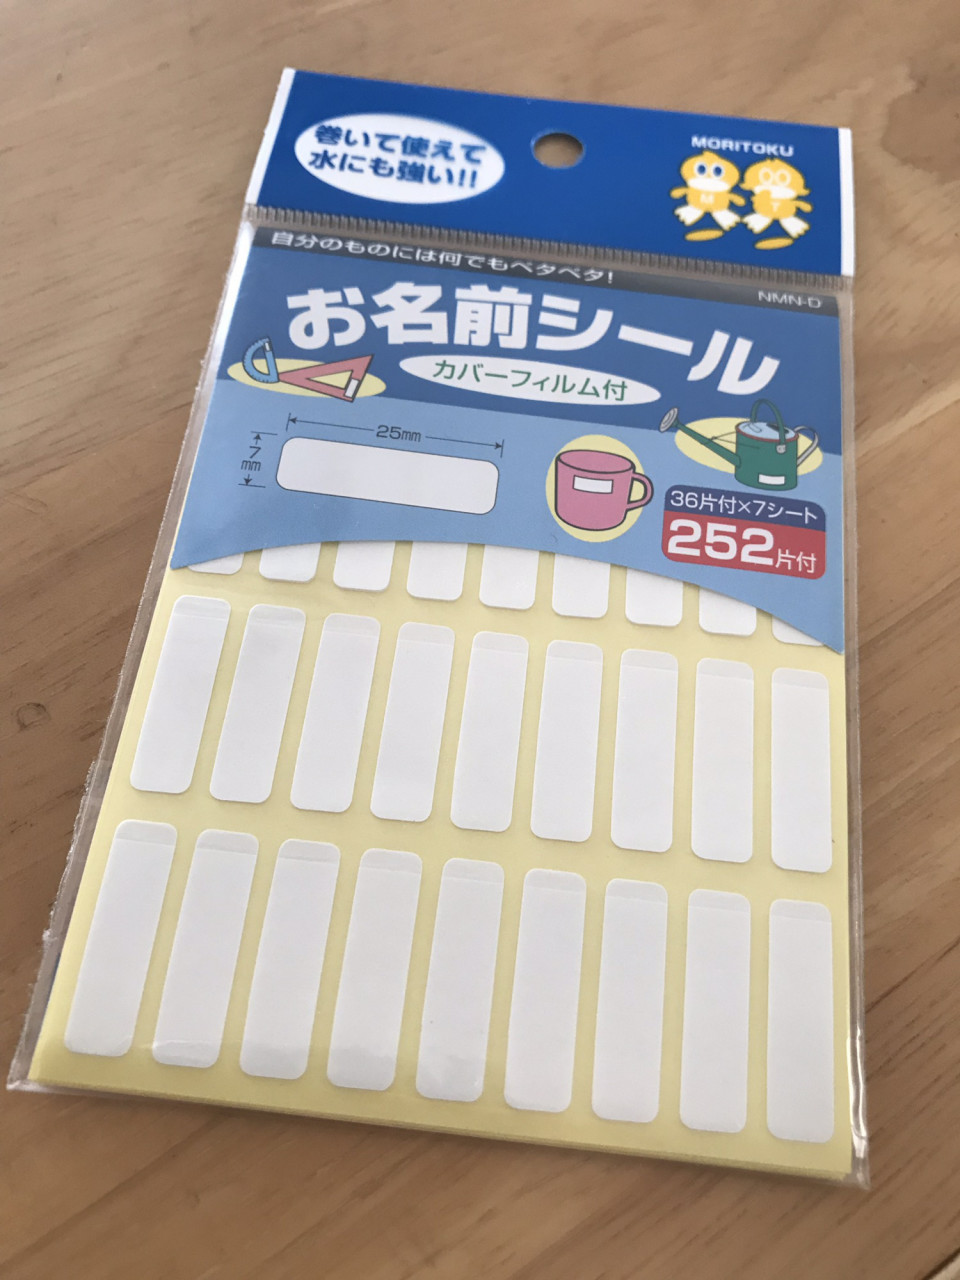 巻いて使えて
水にも強い!!
MORITOKU
M
T
自分のものには何でもペタペタ!
NMN-D
お名前シール
カバーフィルム付
25mm
7
mm
36片付×7シート
252片付